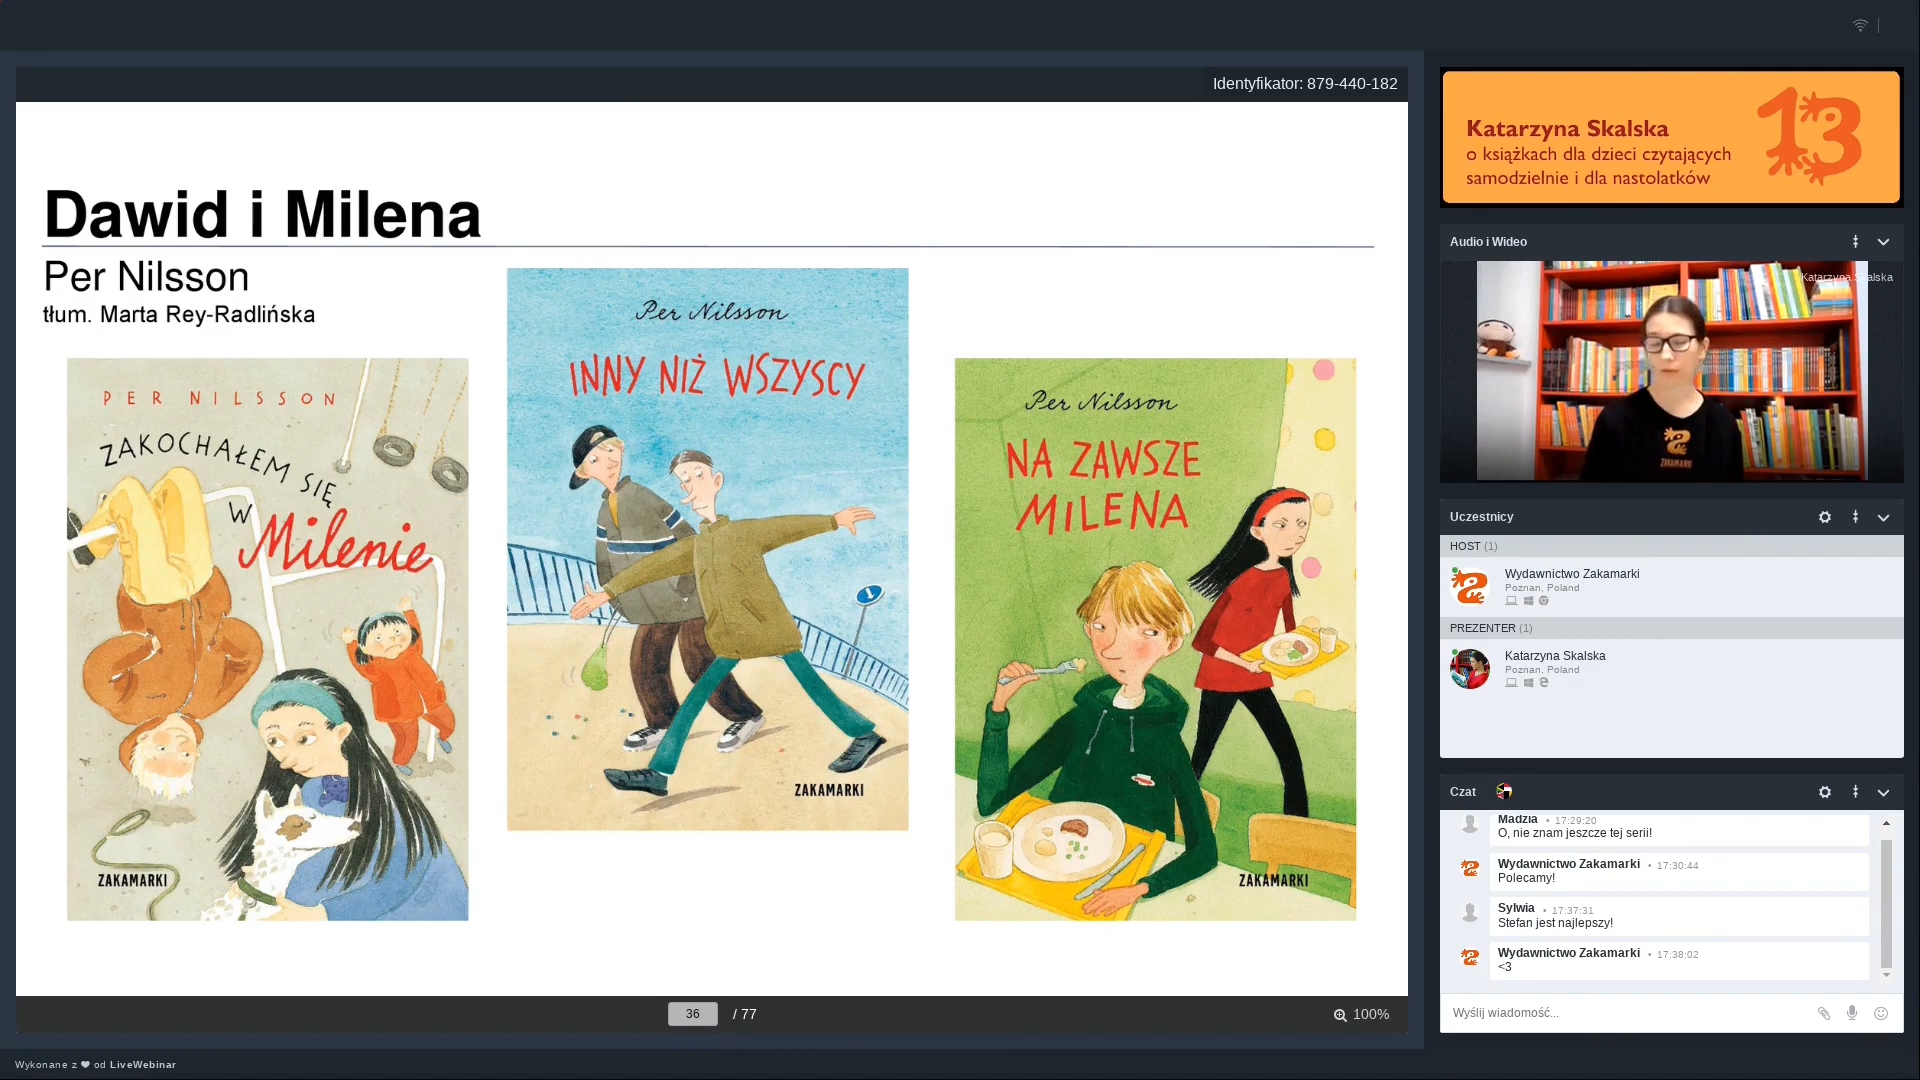 Identyfikator: 879-440-182
Dawid i Milena
Per Nilsson
tłum. Marta Rey-Radlińska
PER NILSSON
ZAKOCHAŁEM SIĘ
W Milenie
ZAKAMARKI
Per Nilsson
INNY NIŻ WSZYSCY
ZAKAMARKI
Per Nilsson
NA ZAWSZE
MILENA
ZAKAMARKI
36 / 77
100%
Wykonane z ❤ od LiveWebinar
Katarzyna Skalska
o książkach dla dzieci czytających
samodzielnie i dla nastolatków
13
Audio i Wideo
Katarzyna Skalska
ZAKAMARKI
Uczestnicy
HOST (1)
Wydawnictwo Zakamarki
Poznan, Poland
PREZENTER (1)
Katarzyna Skalska
Poznan, Poland
Czat
Madzia • 17:29:20
O, nie znam jeszcze tej serii!
Wydawnictwo Zakamarki • 17:30:44
Polecamy!
Sylwia • 17:37:31
Stefan jest najlepszy!
Wydawnictwo Zakamarki • 17:38:02
<3
Wyślij wiadomość...